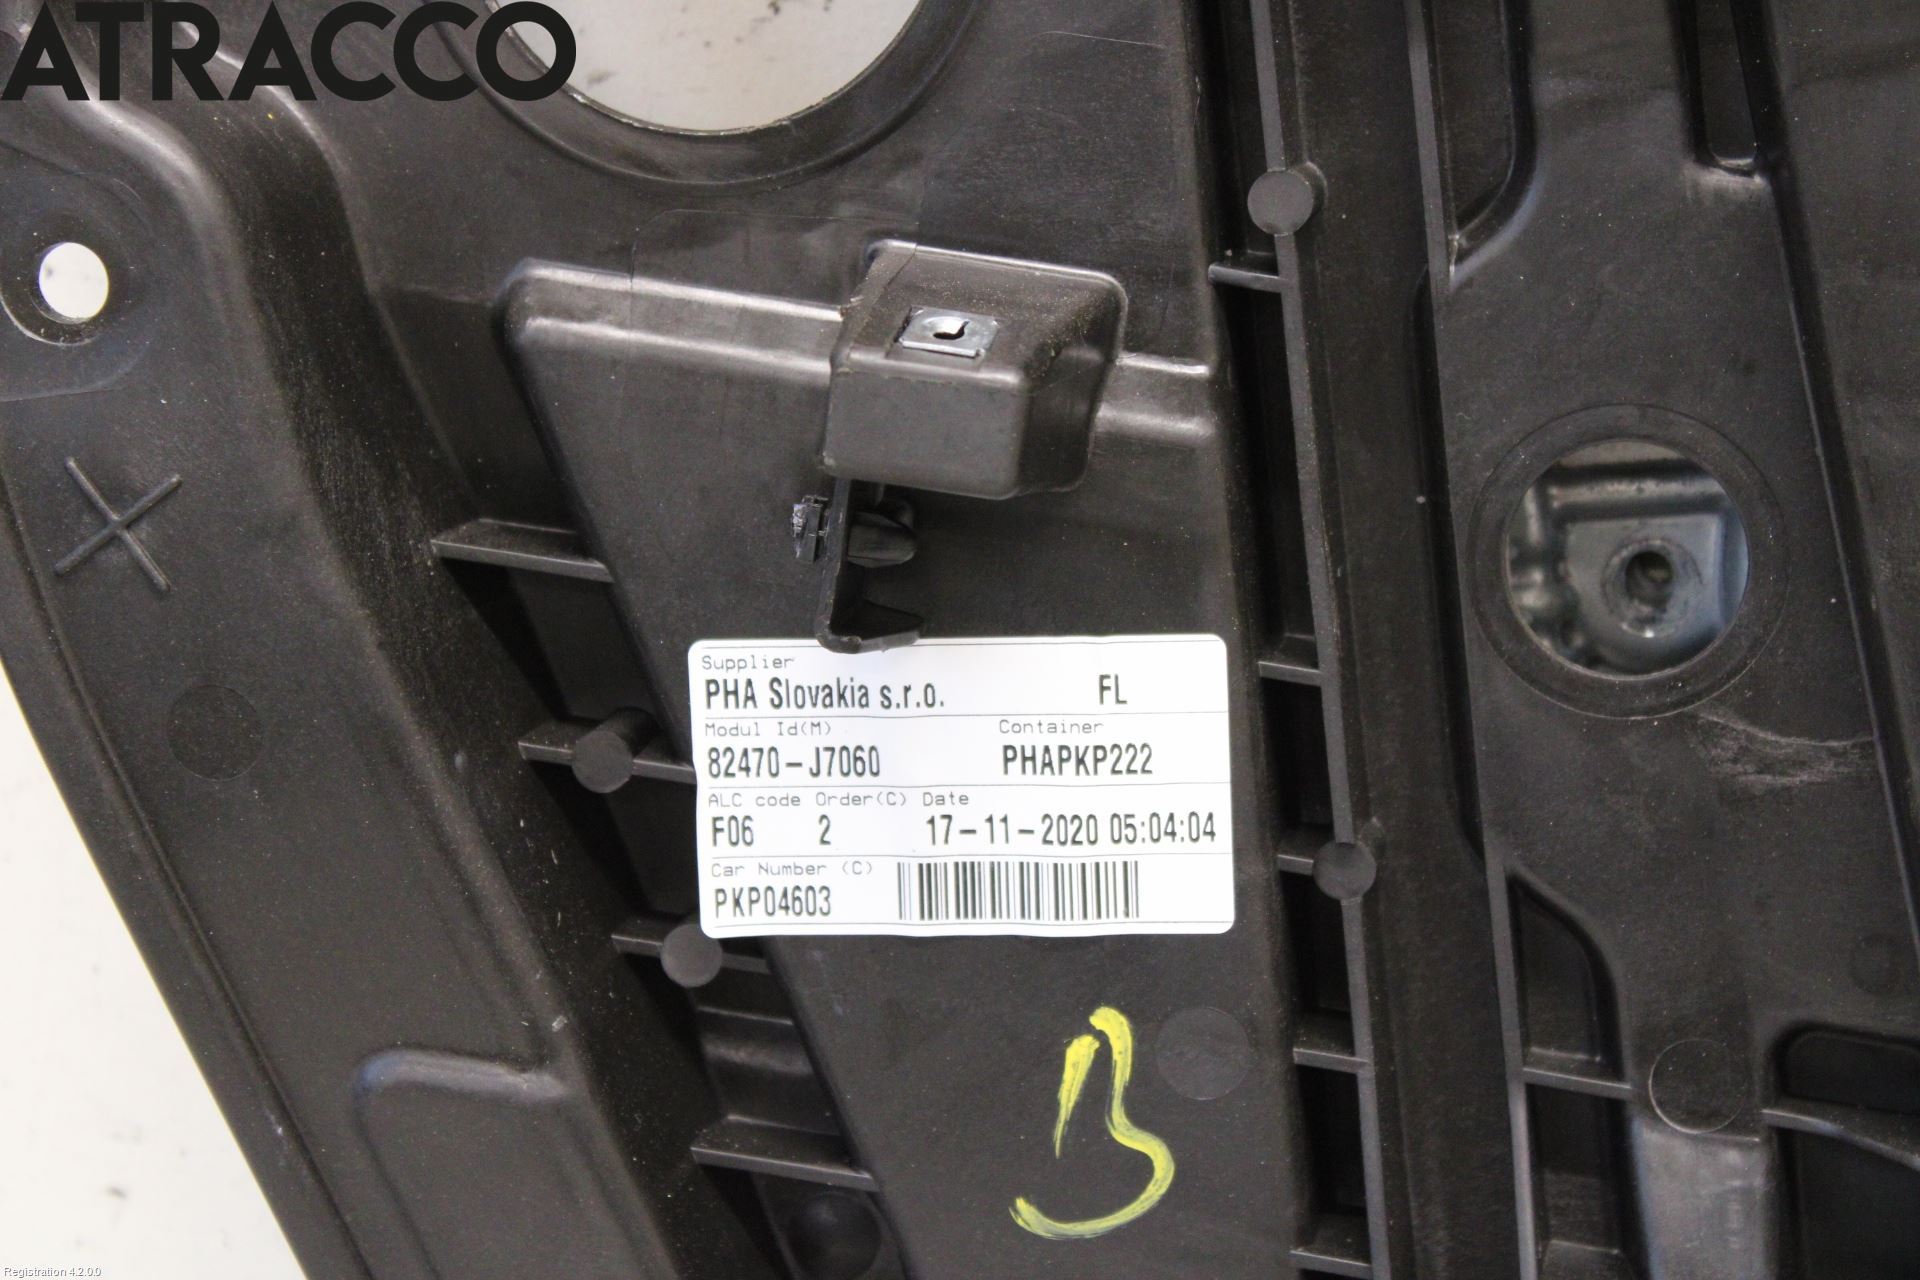 ATRACCO
Supplier
PHA Slovakia s.r.o. FL
Modul Id(M) Container
82470-J7060 PHAPKP222
ALC code Order(C) Date
F06 2 17-11-2020 05:04:04
Car Number (C)
PKP04603
B
Registration 4.2.0.0